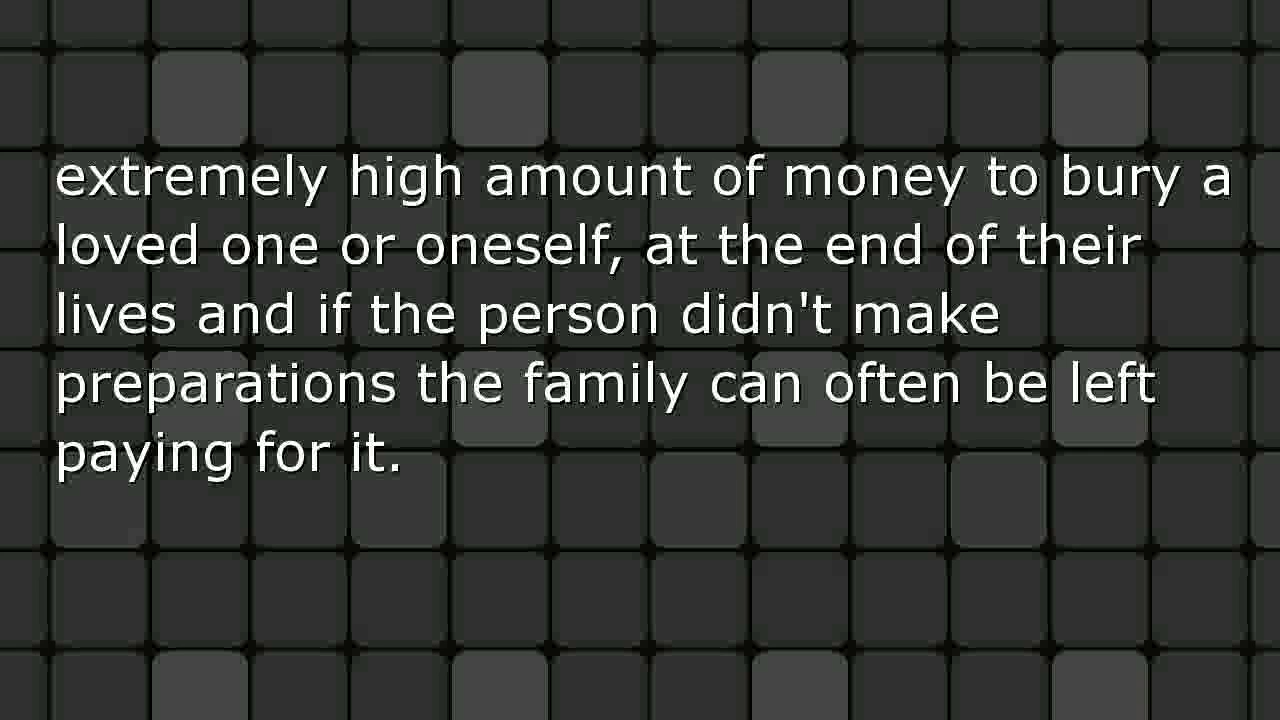 extremely high amount of money to bury a
loved one or oneself, at the end of their
lives and if the person didn't make
preparations the family can often be left
paying for it.